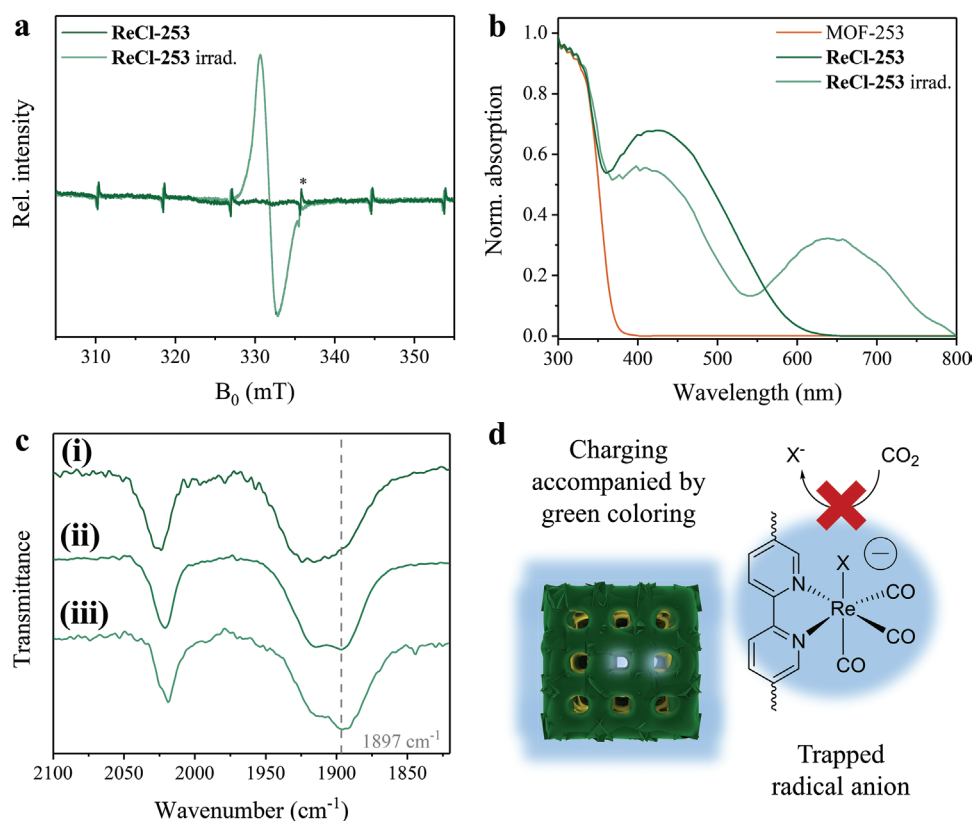 a
ReCl-253
ReCl-253 irrad.
*
Rel. intensity
310 320 330 340 350
B₀ (mT)
b
MOF-253
ReCl-253
ReCl-253 irrad.
Norm. absorption
1.0
0.8
0.6
0.4
0.2
0.0
300 400 500 600 700 800
Wavelength (nm)
c
(i)
(ii)
(iii)
Transmittance
1897 cm⁻¹
2100 2050 2000 1950 1900 1850
Wavenumber (cm⁻¹)
d
Charging
accompanied by
green coloring
X⁻ CO₂
X −
N
Re CO
N CO
CO
Trapped
radical anion